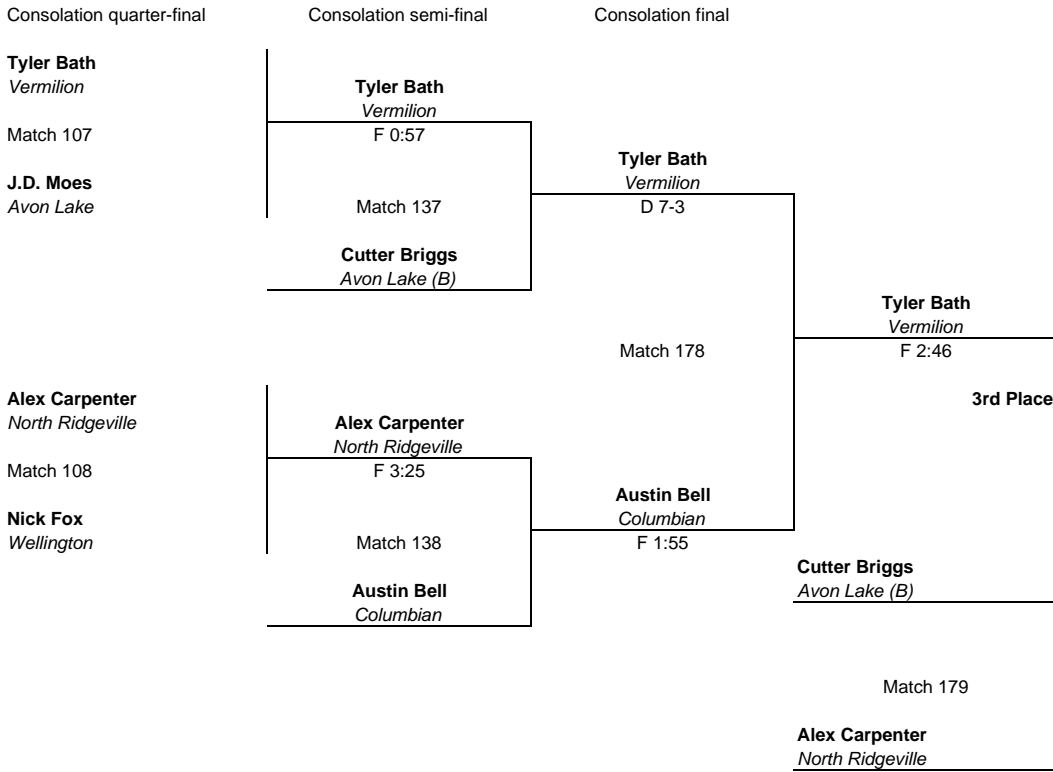 Consolation quarter-final Consolation semi-final Consolation final
Tyler Bath
Vermilion
Match 107
J.D. Moes
Avon Lake
Tyler Bath
Vermilion
F 0:57
Match 137
Cutter Briggs
Avon Lake (B)
Tyler Bath
Vermilion
D 7-3
Match 178
Tyler Bath
Vermilion
F 2:46
3rd Place
Alex Carpenter
North Ridgeville
Match 108
Nick Fox
Wellington
Alex Carpenter
North Ridgeville
F 3:25
Match 138
Austin Bell
Columbian
Austin Bell
Columbian
F 1:55
Cutter Briggs
Avon Lake (B)
Match 179
Alex Carpenter
North Ridgeville